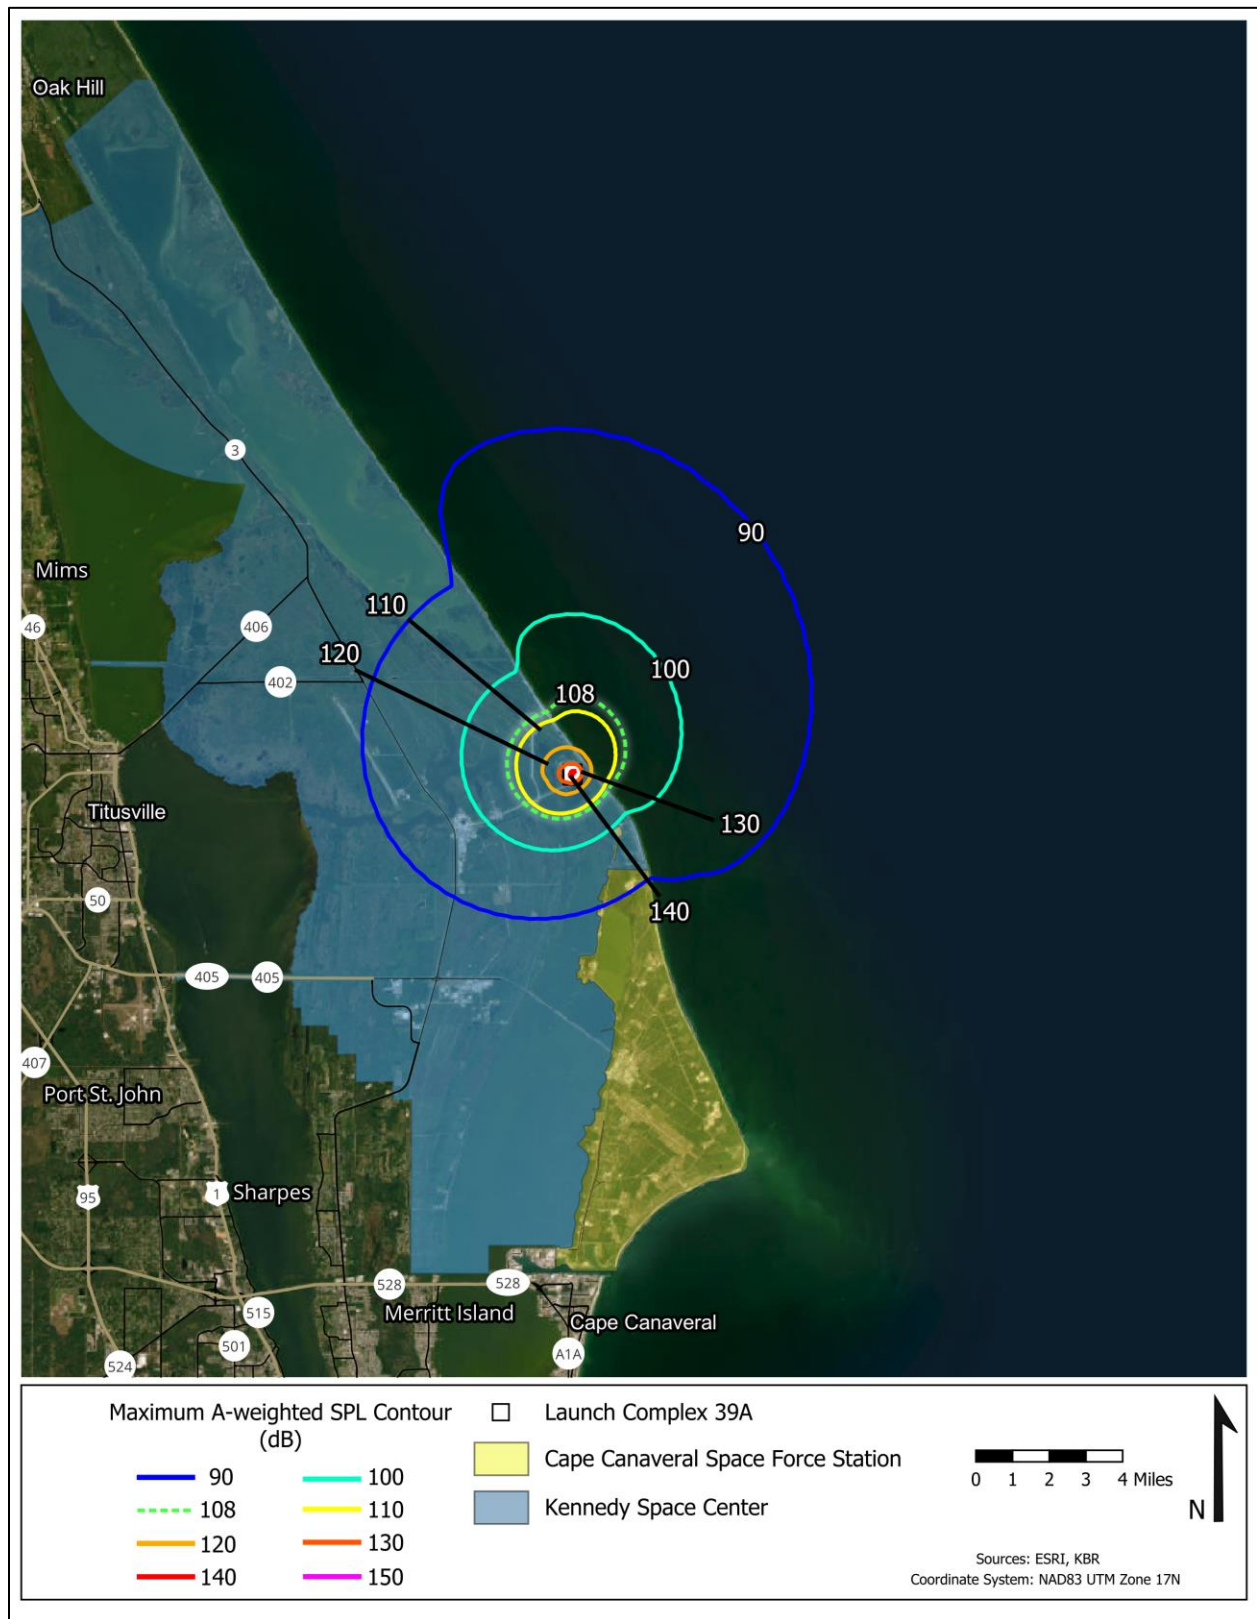 Oak Hill
3
90
Mims
110
46
406
120
100
402
108
Titusville
130
50
140
405
405
407
Port St. John
95
1
Sharpes
528
528
515
Merritt Island
Cape Canaveral
501
A1A
524
Maximum A-weighted SPL Contour
(dB)
90
100
108
110
120
130
140
150
Launch Complex 39A
Cape Canaveral Space Force Station
Kennedy Space Center
0 1 2 3 4 Miles
N
Sources: ESRI, KBR
Coordinate System: NAD83 UTM Zone 17N